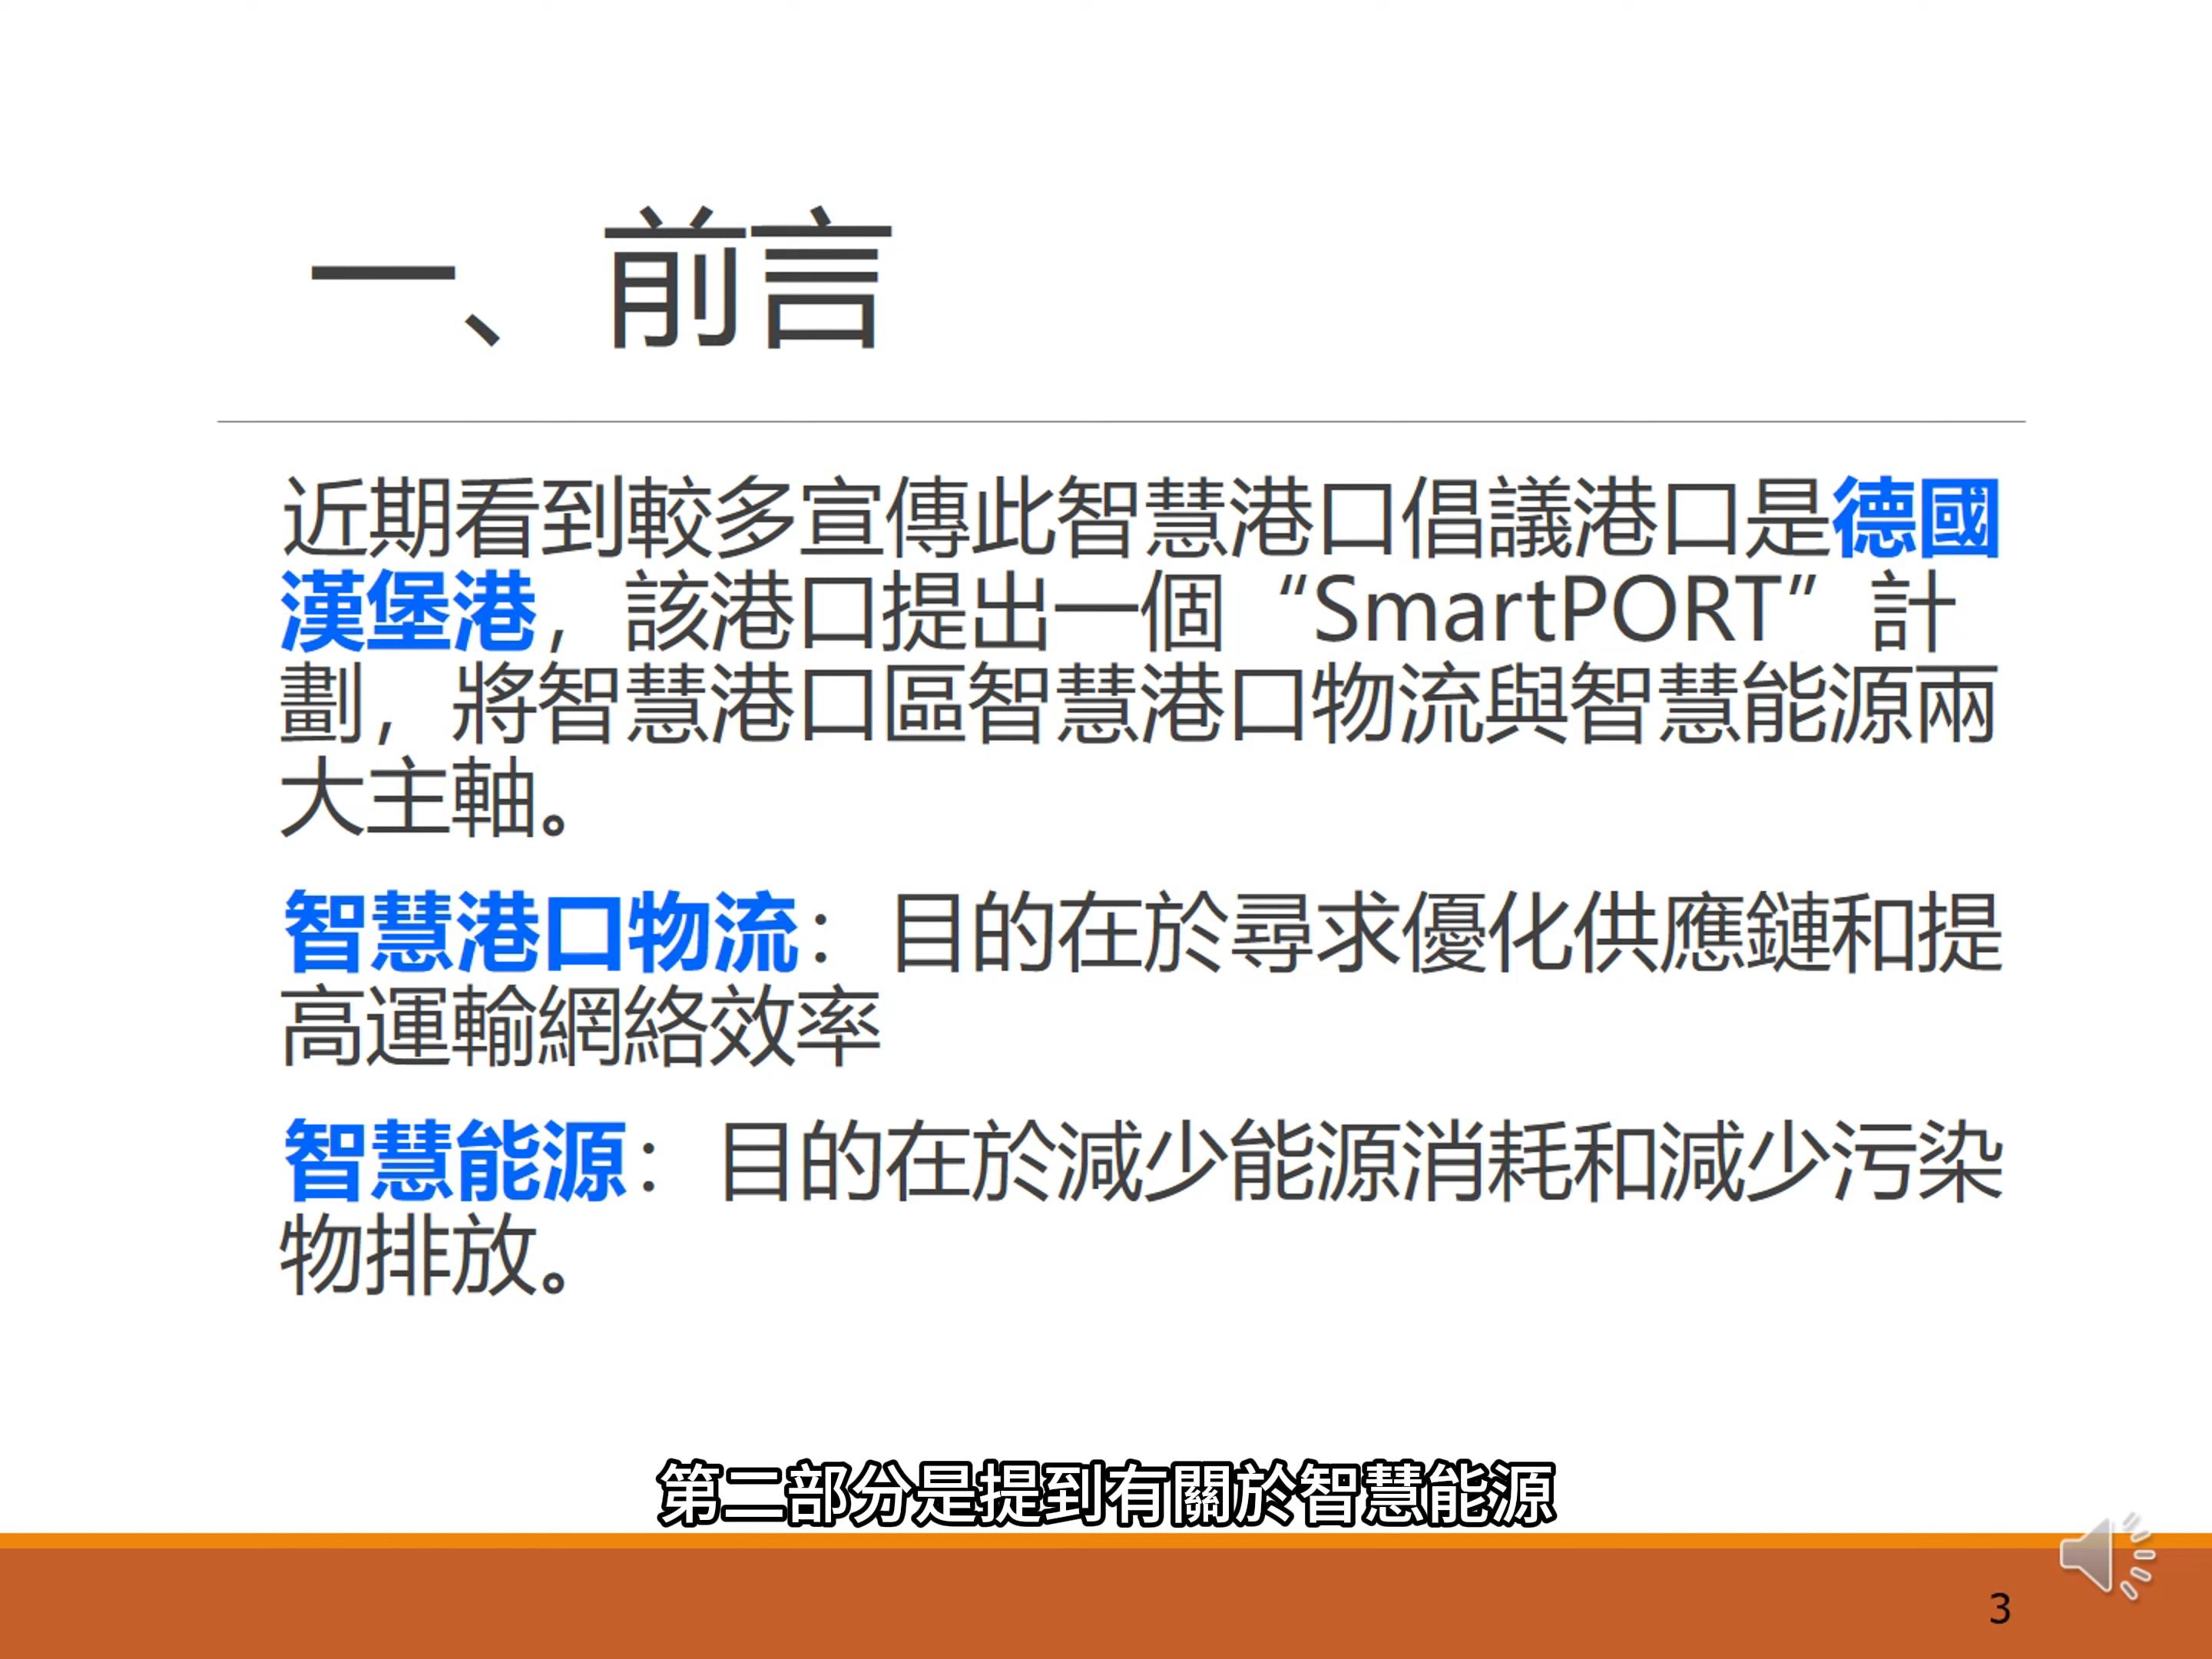 一、前言
近期看到較多宣傳此智慧港口倡議港口是德國
漢堡港，該港口提出一個“SmartPORT”計
劃，將智慧港口區智慧港口物流與智慧能源兩
大主軸。
智慧港口物流：目的在於尋求優化供應鏈和提
高運輸網絡效率
智慧能源：目的在於減少能源消耗和減少污染
物排放。
第二部分是提到有關於智慧能源
3